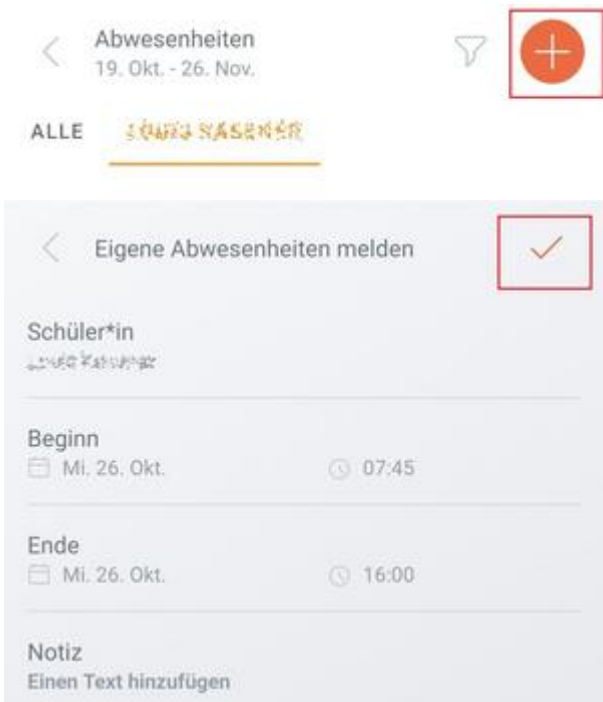 Abwesenheiten
19. Okt. - 26. Nov.
ALLE
Eigene Abwesenheiten melden
Schüler*in
Beginn
Mi. 26. Okt. 07:45
Ende
Mi. 26. Okt. 16:00
Notiz
Einen Text hinzufügen